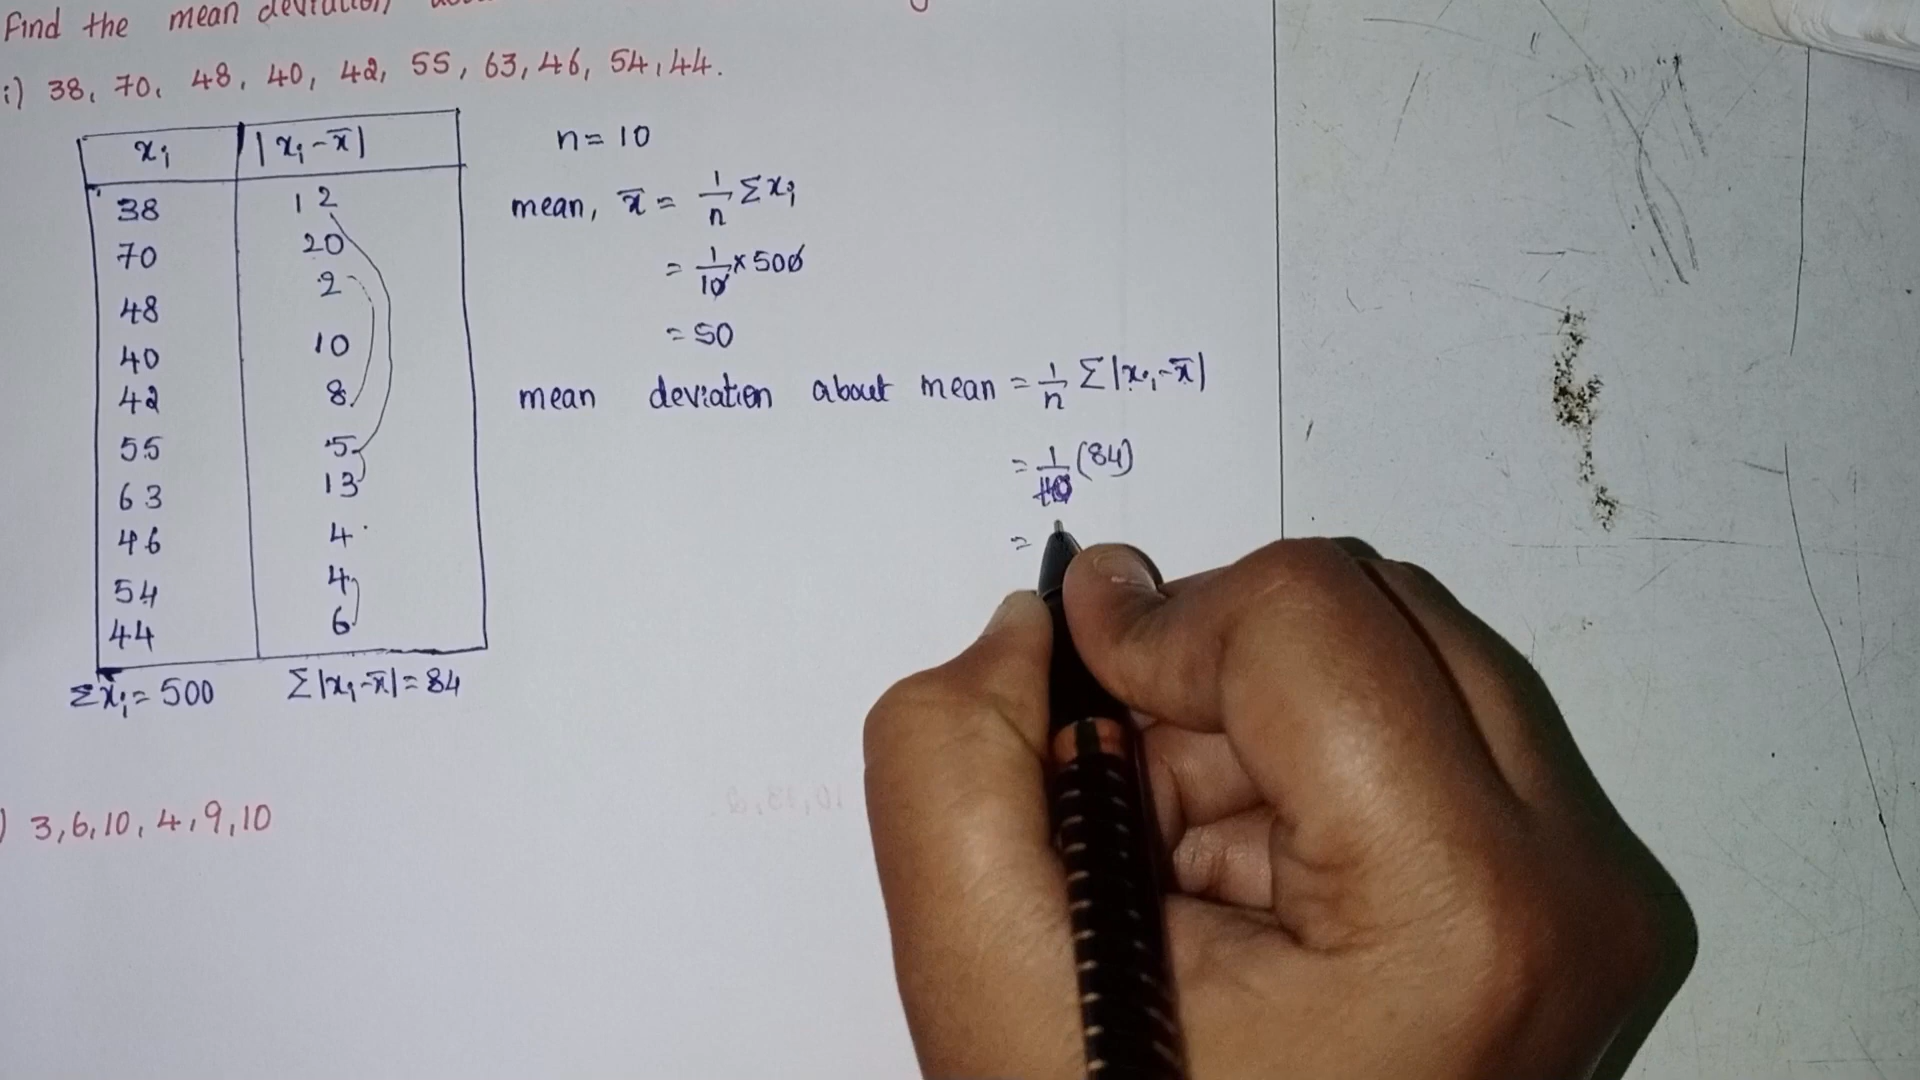 Find the mean deviation
i) 38, 70, 48, 40, 42, 55, 63, 46, 54, 44.
xi |xi-x̄|
38 12
70 20
48 2
40 10
42 8
55 5
63 13
46 4
54 4
44 6
Σxi = 500 Σ|xi-x̄| = 84
n = 10
mean, x̄ = 1/n Σxi
= 1/10 × 500
= 50
mean deviation about mean = 1/n Σ|xi-x̄|
= 1/10 (84)
=
) 3, 6, 10, 4, 9, 10